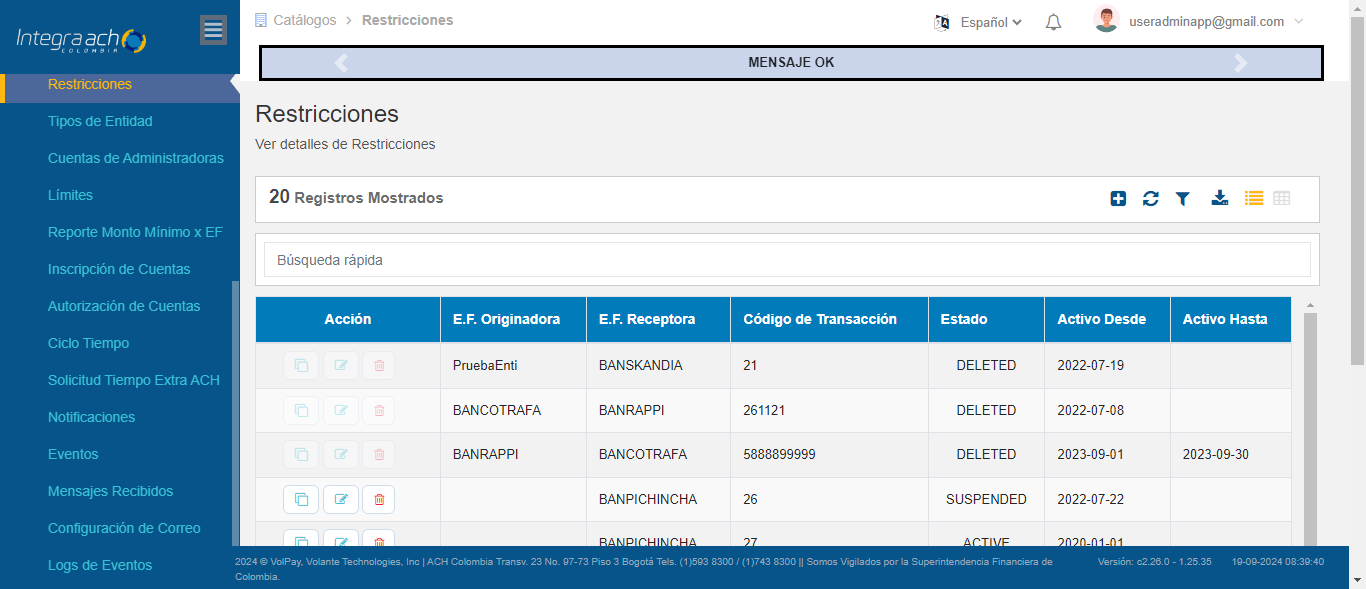 Integra ach
COLOMBIA
Catálogos > Restricciones
Español
useradminapp@gmail.com
MENSAJE OK
Restricciones
Tipos de Entidad
Cuentas de Administradoras
Límites
Reporte Monto Mínimo x EF
Inscripción de Cuentas
Autorización de Cuentas
Ciclo Tiempo
Solicitud Tiempo Extra ACH
Notificaciones
Eventos
Mensajes Recibidos
Configuración de Correo
Logs de Eventos
Restricciones
Ver detalles de Restricciones
20 Registros Mostrados
Búsqueda rápida
Acción E.F. Originadora E.F. Receptora Código de Transacción Estado Activo Desde Activo Hasta
PruebaEnti BANSKANDIA 21 DELETED 2022-07-19
BANCOTRAFA BANRAPPI 261121 DELETED 2022-07-08
BANRAPPI BANCOTRAFA 5888899999 DELETED 2023-09-01 2023-09-30
BANPICHINCHA 26 SUSPENDED 2022-07-22
BANPICHINCHA 27 ACTIVE 2020-01-01
2024 © VolPay, Volante Technologies, Inc | ACH Colombia Transv. 23 No. 97-73 Piso 3 Bogotá Tels. (1)593 8300 / (1)743 8300 || Somos Vigilados por la Superintendencia Financiera de
Colombia.
Versión: c2.26.0 - 1.25.35 19-09-2024 08:39:40